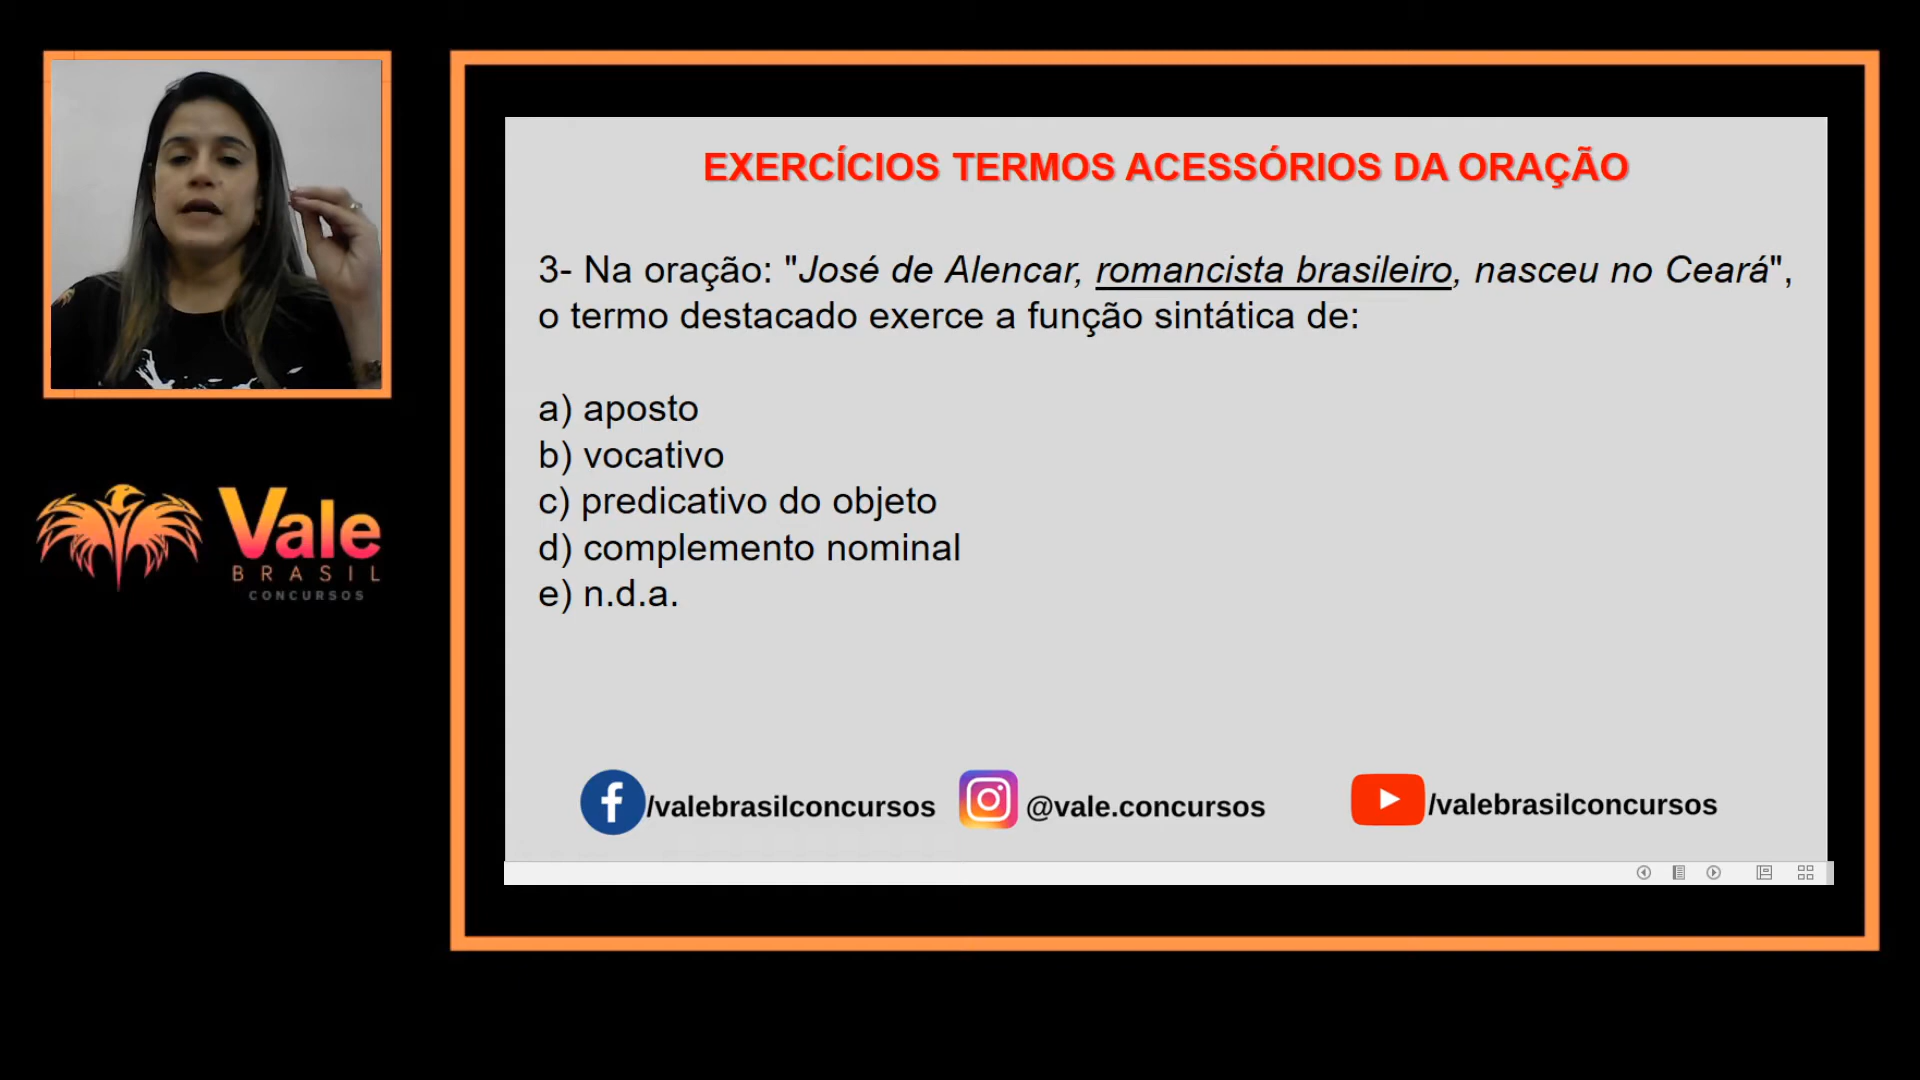 EXERCÍCIOS TERMOS ACESSÓRIOS DA ORAÇÃO
3- Na oração: "José de Alencar, romancista brasileiro, nasceu no Ceará",
o termo destacado exerce a função sintática de:
a) aposto
b) vocativo
c) predicativo do objeto
d) complemento nominal
e) n.d.a.
Vale
BRASIL
CONCURSOS
/valebrasilconcursos @vale.concursos /valebrasilconcursos